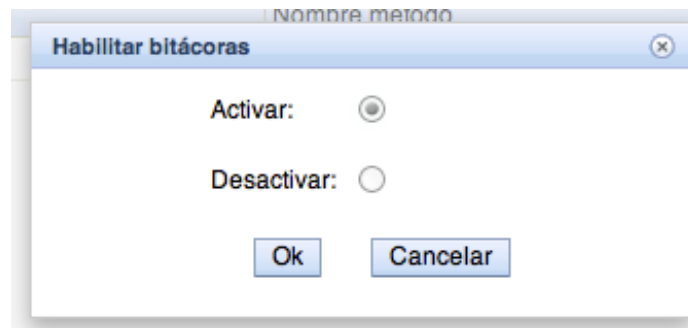 Nombre metodo
Habilitar bitácoras
Activar:
Desactivar:
Ok Cancelar